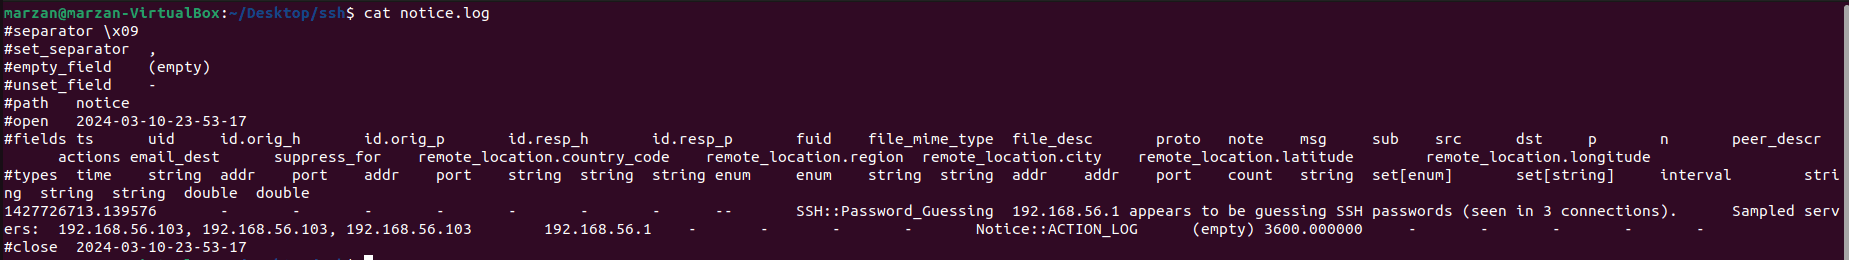 marzan@marzan-VirtualBox:~/Desktop/ssh$ cat notice.log
#separator \x09
#set_separator  ,
#empty_field    (empty)
#unset_field    -
#path   notice
#open   2024-03-10-23-53-17
#fields ts      uid     id.orig_h       id.orig_p       id.resp_h       id.resp_p       fuid    file_mime_type  file_desc       proto   note    msg     sub     src     dst     p       n       peer_descr
      actions email_dest      suppress_for    remote_location.country_code    remote_location.region  remote_location.city    remote_location.latitude        remote_location.longitude
#types  time    string  addr    port    addr    port    string  string  string enum     enum    string  string  addr    addr    port    count   string  set[enum]       set[string]     interval        stri
ng  string  string  double  double
1427726713.139576       -       -       -       -       -       -       -      --       SSH::Password_Guessing  192.168.56.1 appears to be guessing SSH passwords (seen in 3 connections).      Sampled serv
ers:  192.168.56.103, 192.168.56.103, 192.168.56.103        192.168.56.1    -       -       -       -       Notice::ACTION_LOG      (empty) 3600.000000     -       -       -       -       -
#close  2024-03-10-23-53-17